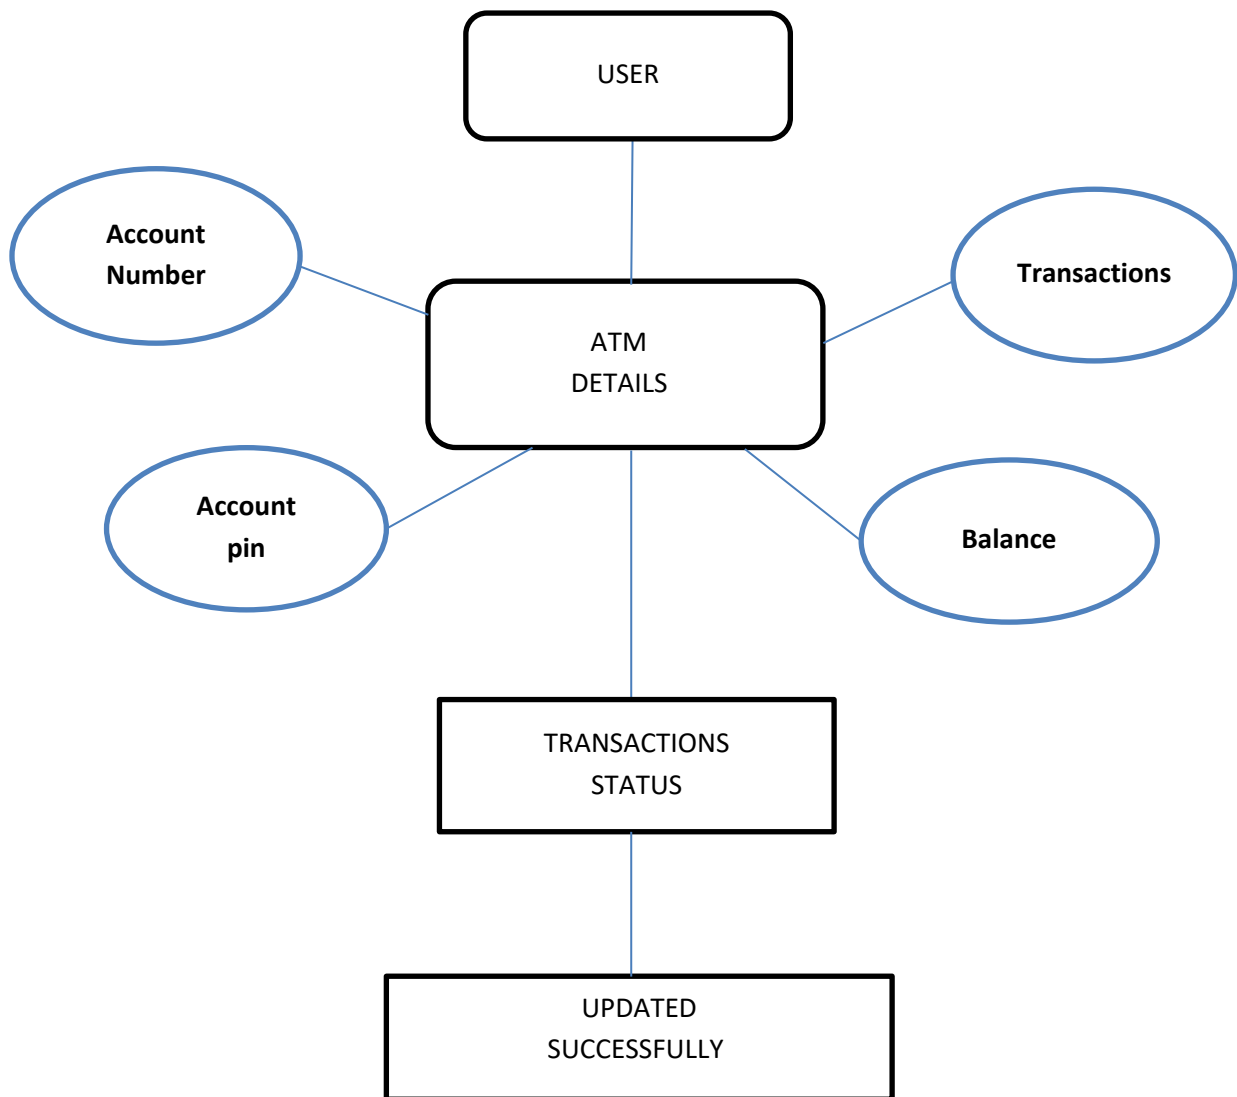 USER
Account
Number
Transactions
ATM
DETAILS
Account
pin
Balance
TRANSACTIONS
STATUS
UPDATED
SUCCESSFULLY